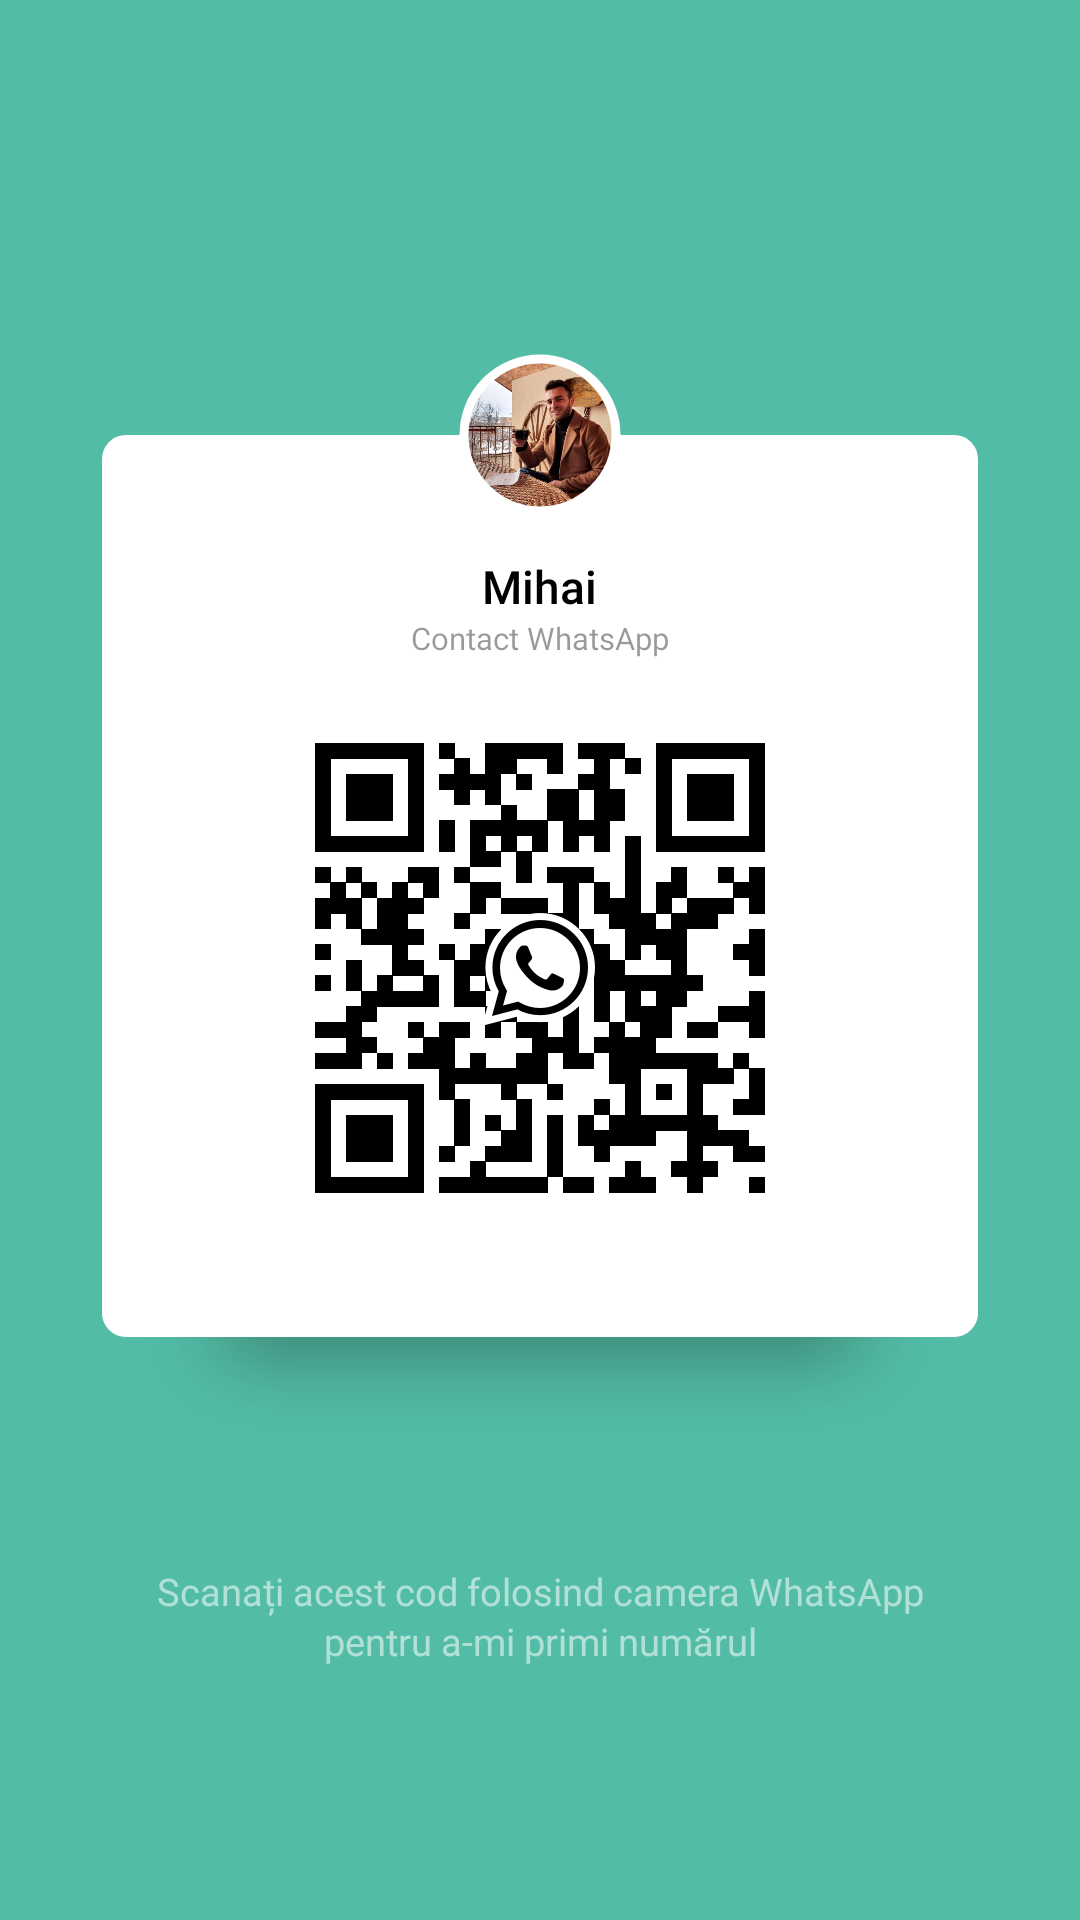 Mihai
Contact WhatsApp
Scanați acest cod folosind camera WhatsApp
pentru a-mi primi numărul